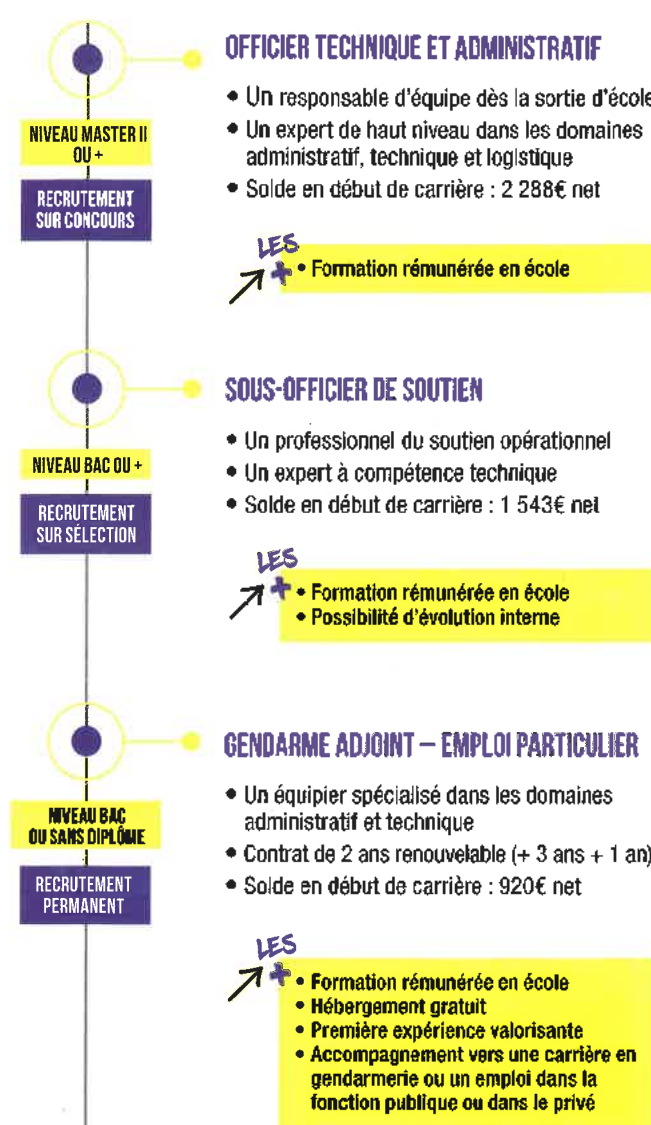 OFFICIER TECHNIQUE ET ADMINISTRATIF
• Un responsable d'équipe dès la sortie d'école
• Un expert de haut niveau dans les domaines
administratif, technique et logistique
• Solde en début de carrière : 2 288€ net
NIVEAU MASTER II
OU +
RECRUTEMENT
SUR CONCOURS
LES
+ • Formation rémunérée en école
SOUS-OFFICIER DE SOUTIEN
• Un professionnel du soutien opérationnel
• Un expert à compétence technique
• Solde en début de carrière : 1 543€ net
NIVEAU BAC OU +
RECRUTEMENT
SUR SÉLECTION
LES
+ • Formation rémunérée en école
• Possibilité d'évolution interne
GENDARME ADJOINT – EMPLOI PARTICULIER
• Un équipier spécialisé dans les domaines
administratif et technique
• Contrat de 2 ans renouvelable (+ 3 ans + 1 an)
• Solde en début de carrière : 920€ net
NIVEAU BAC
OU SANS DIPLÔME
RECRUTEMENT
PERMANENT
LES
+ • Formation rémunérée en école
• Hébergement gratuit
• Première expérience valorisante
• Accompagnement vers une carrière en
gendarmerie ou un emploi dans la
fonction publique ou dans le privé